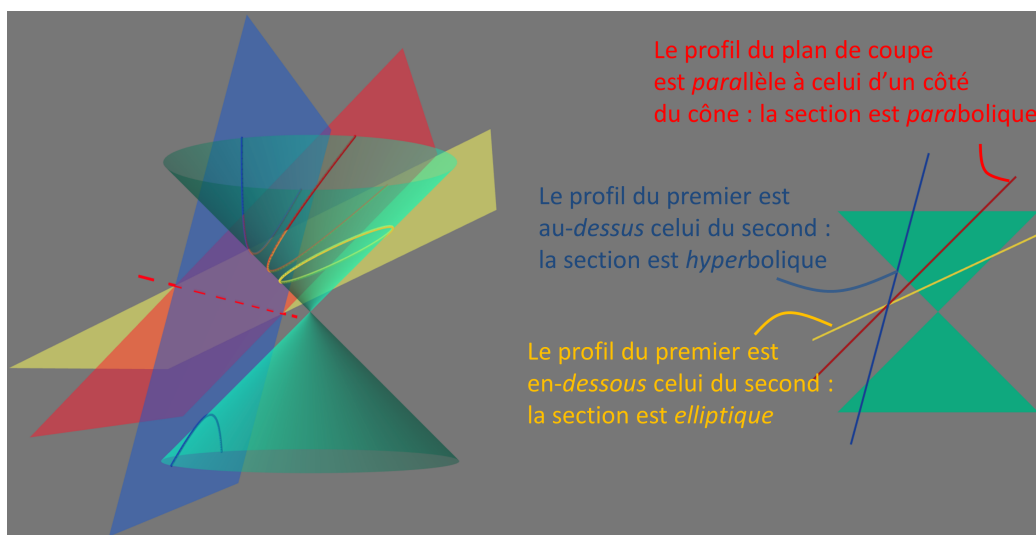 Le profil du plan de coupe
est parallèle à celui d’un côté
du cône : la section est parabolique
Le profil du premier est
au-dessus celui du second :
la section est hyperbolique
Le profil du premier est
en-dessous celui du second :
la section est elliptique